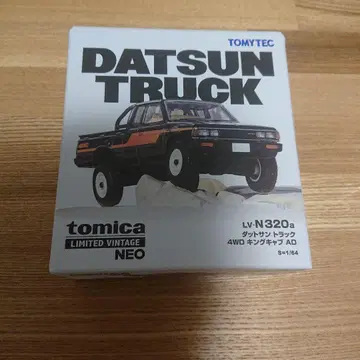 TOMYTEC
DATSUN
TRUCK
tomica
LIMITED VINTAGE
NEO
LV-N320a
ダットサン トラック
4WD キングキャブ AD
S=1/64